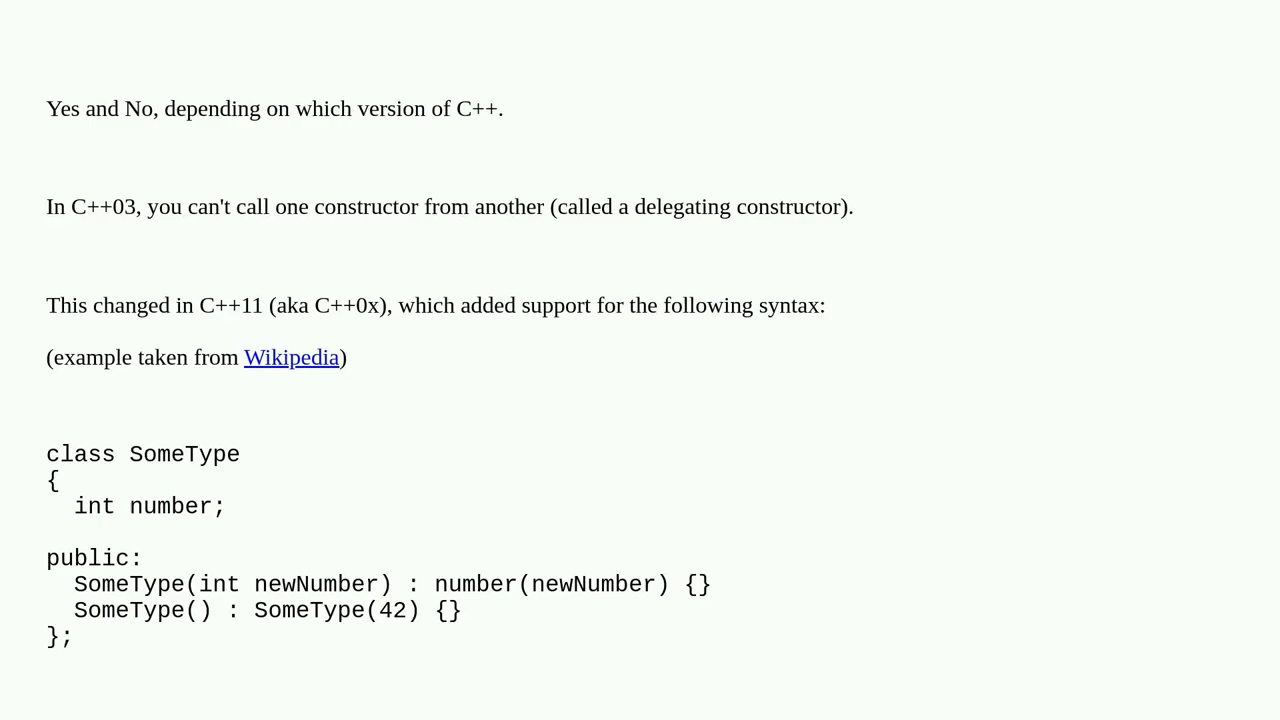 Yes and No, depending on which version of C++.
In C++03, you can't call one constructor from another (called a delegating constructor).
This changed in C++11 (aka C++0x), which added support for the following syntax:
(example taken from Wikipedia)
class SomeType
{
  int number;

public:
  SomeType(int newNumber) : number(newNumber) {}
  SomeType() : SomeType(42) {}
};